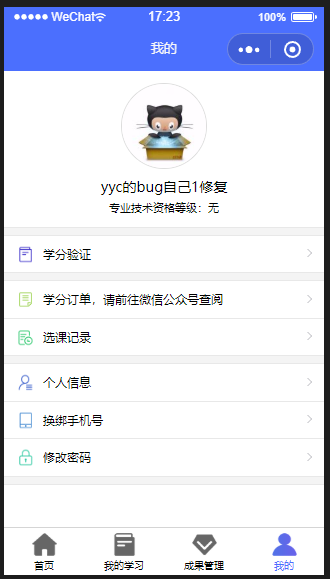 WeChat 17:23 100%
我的
yyc的bug自己1修复
专业技术资格等级：无
学分验证
学分订单，请前往微信公众号查阅
选课记录
个人信息
换绑手机号
修改密码
首页 我的学习 成果管理 我的